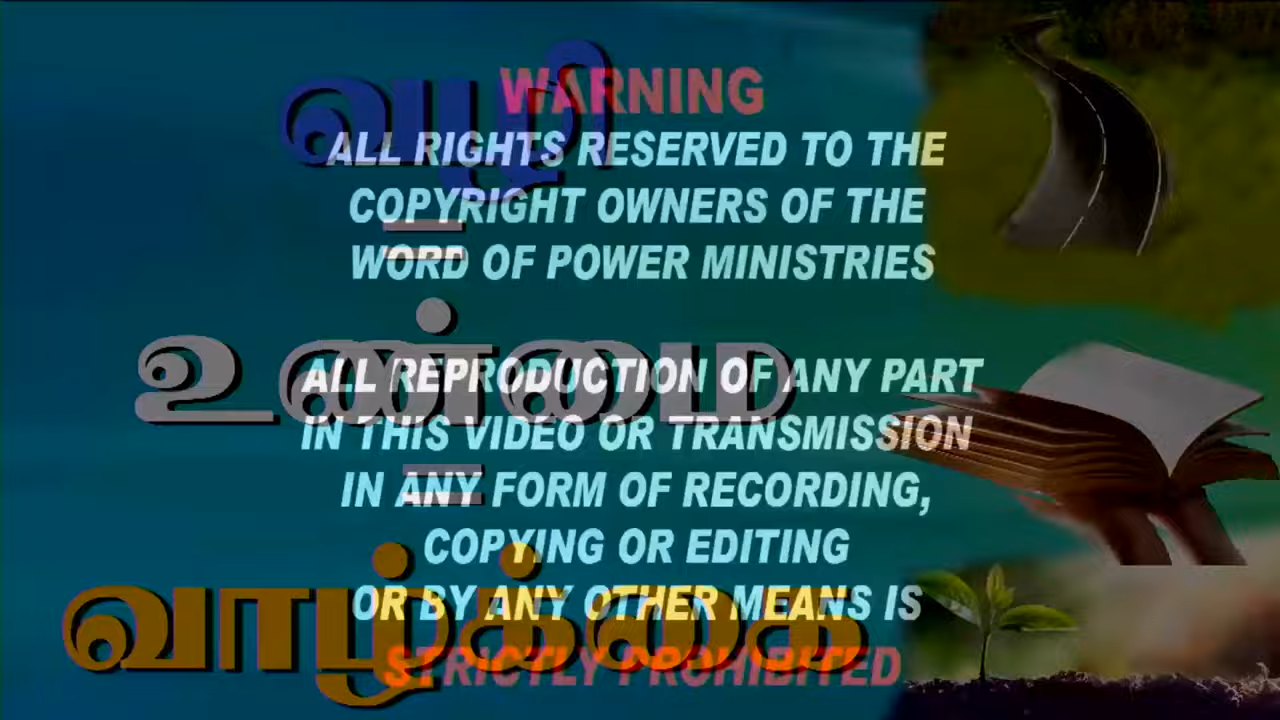 வழி
WARNING
ALL RIGHTS RESERVED TO THE
COPYRIGHT OWNERS OF THE
WORD OF POWER MINISTRIES
=
உண்மை
ALL REPRODUCTION OF ANY PART
IN THIS VIDEO OR TRANSMISSION
=
IN ANY FORM OF RECORDING,
COPYING OR EDITING
வாழ்க்கை
OR BY ANY OTHER MEANS IS
STRICTLY PROHIBITED